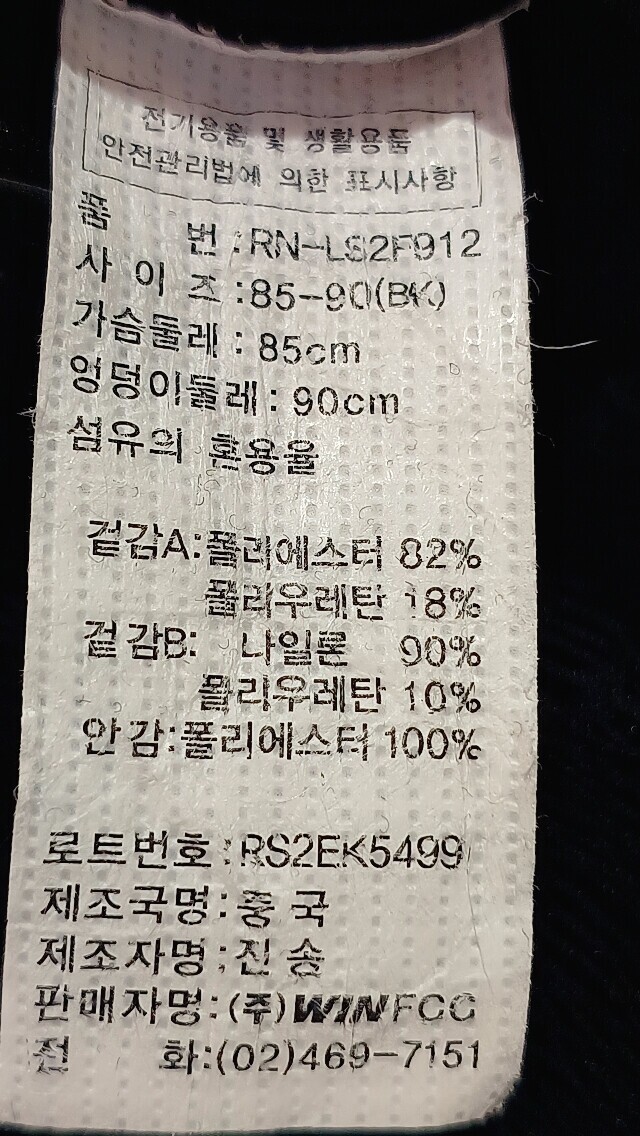 전기용품 및 생활용품
안전관리법에 의한 표시사항
품 번 : RN-LS2F912
사 이 즈 : 85-90(BK)
가슴둘레 : 85cm
엉덩이둘레 : 90cm
섬유의 혼용율
겉감A: 폴리에스터 82%
폴리우레탄 18%
겉감B: 나일론 90%
폴리우레탄 10%
안감: 폴리에스터 100%
로트번호 : RS2EK5499
제조국명 : 중 국
제조자명 : 진 송
판매자명 : (주)WINFCG
전 화:(02)469-7151